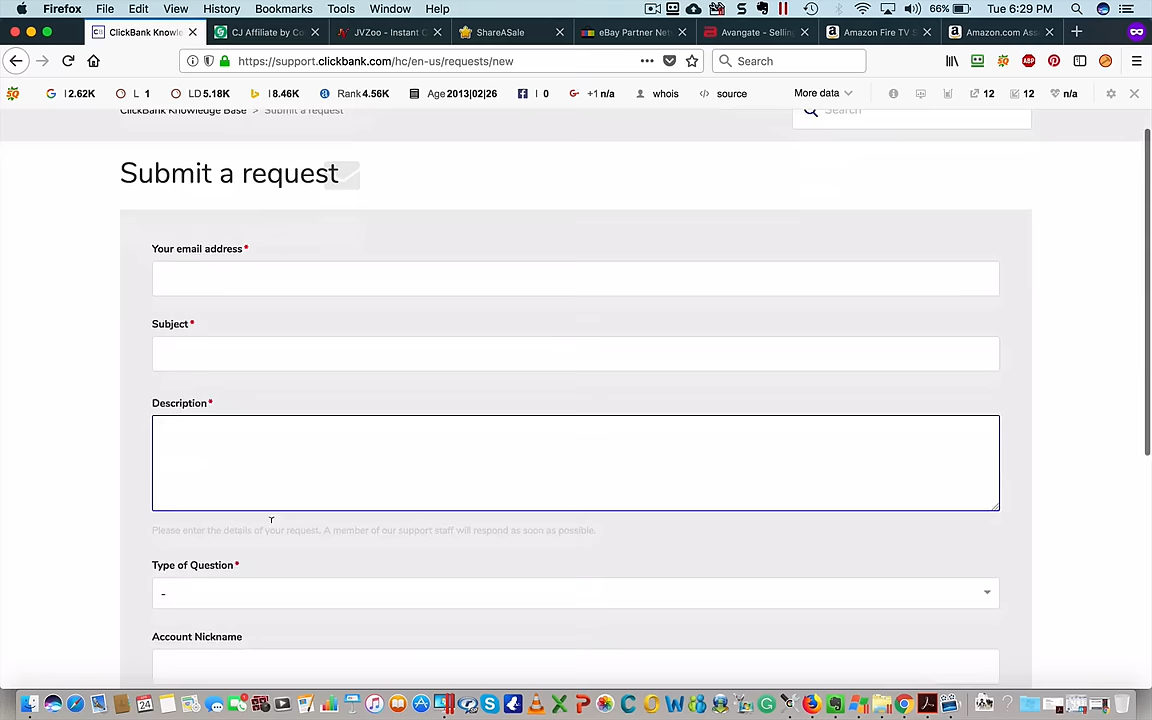 Firefox File Edit View History Bookmarks Tools Window Help 66% Tue 6:29 PM
ClickBank Knowle CJ Affiliate by Co JVZoo - Instant C ShareASale eBay Partner Net Avangate - Selling Amazon Fire TV S Amazon.com Ass
https://support.clickbank.com/hc/en-us/requests/new Search
I 2.62K L 1 LD 5.18K I 8.46K Rank 4.56K Age 2013|02|26 I 0 +1 n/a whois source More data 12 12 n/a
ClickBank Knowledge Base > Submit a request Search
Submit a request
Your email address*
Subject*
Description*
Please enter the details of your request. A member of our support staff will respond as soon as possible.
Type of Question*
-
Account Nickname